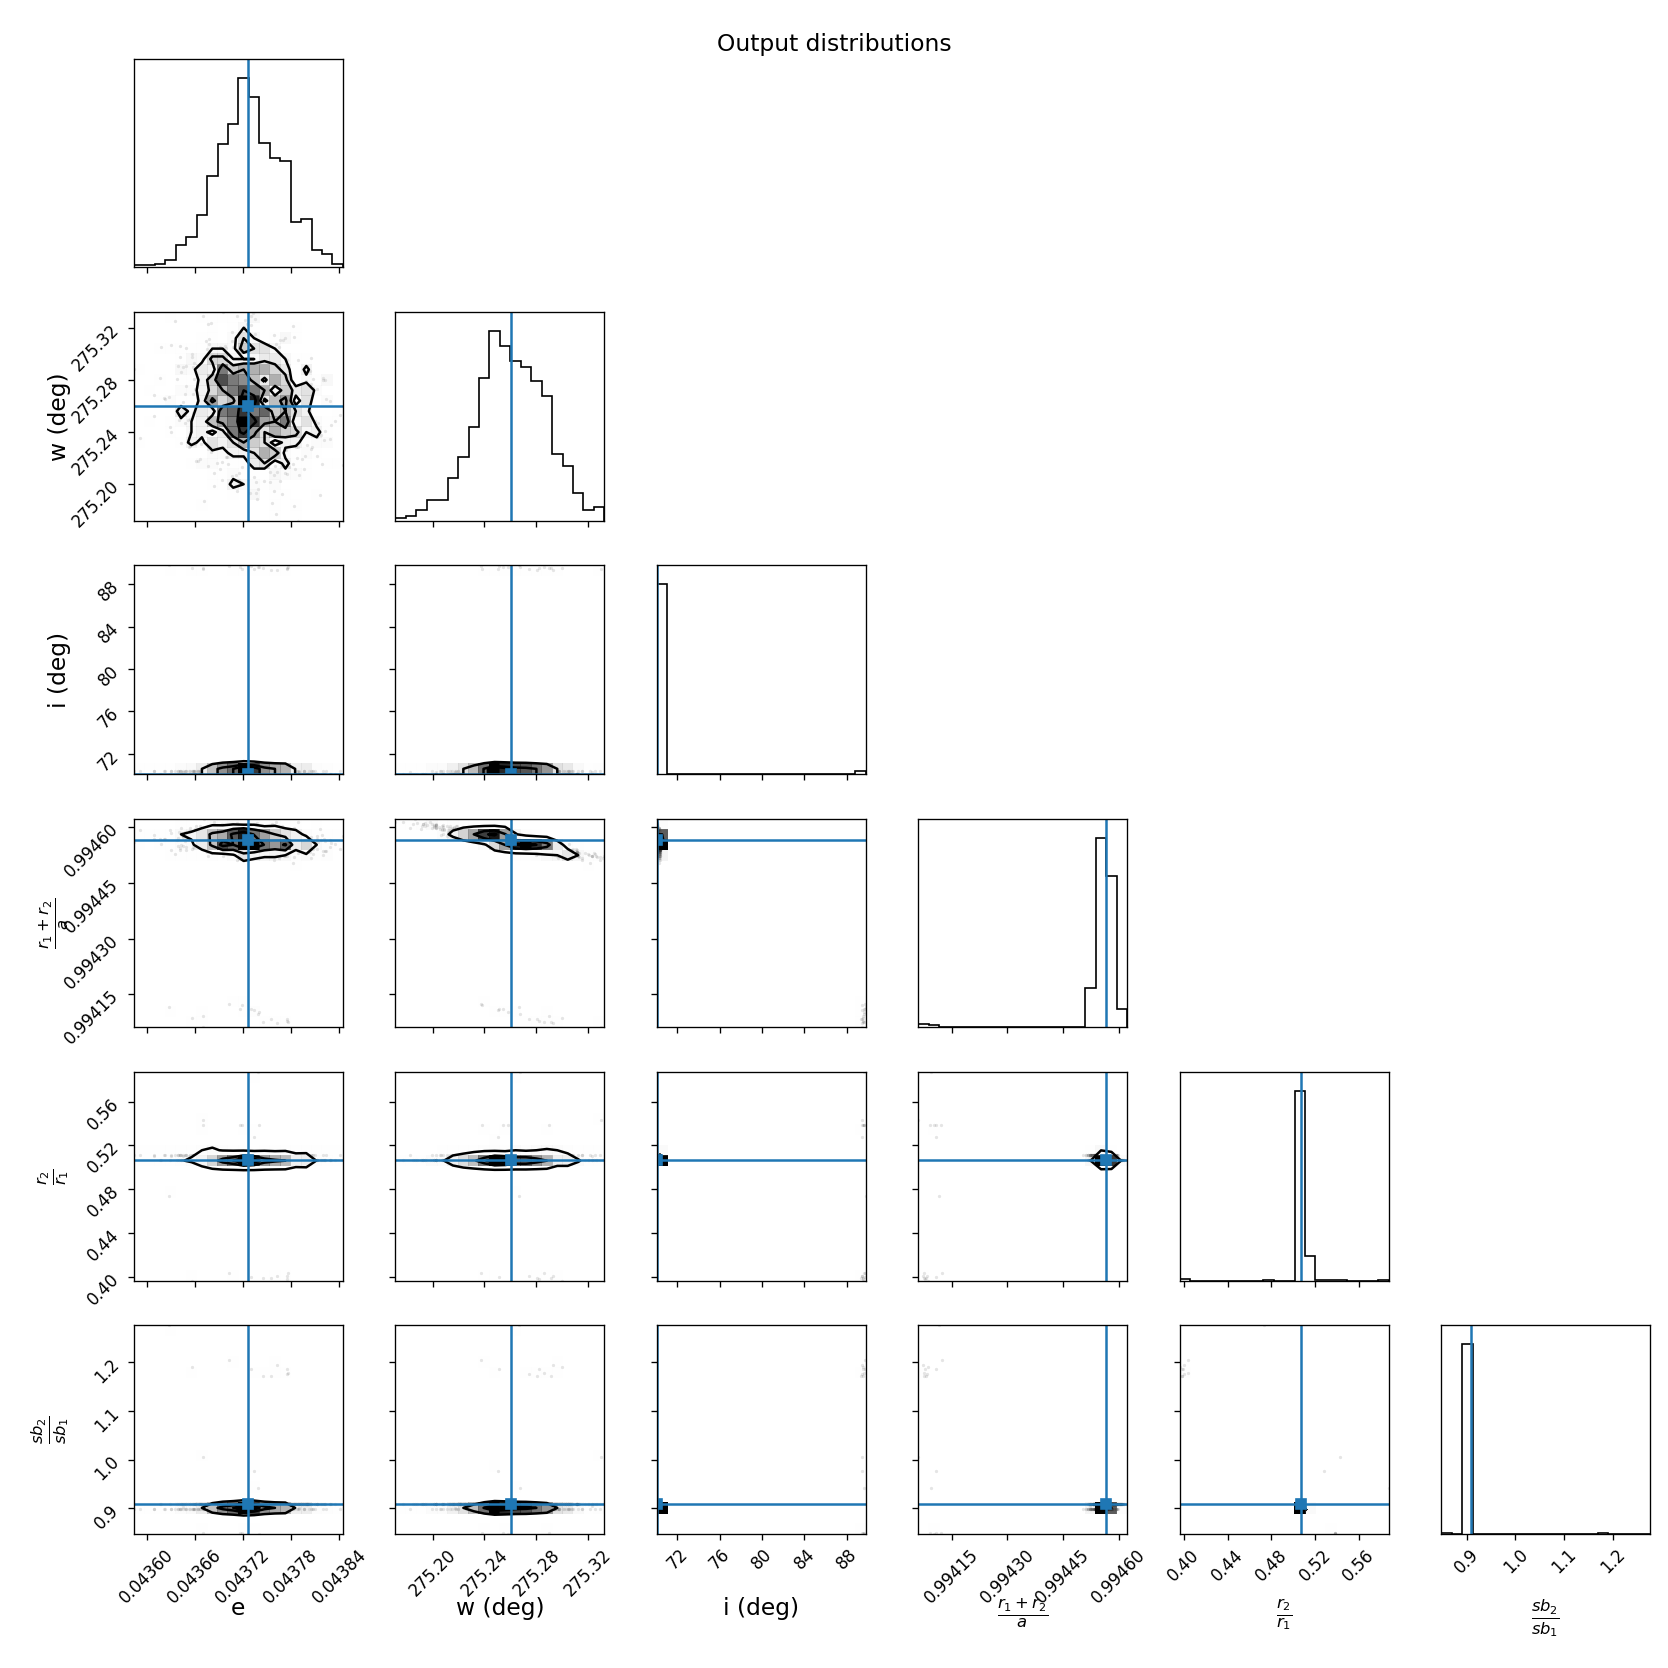 Output distributions
w (deg)
275.32
275.28
275.24
275.20
i (deg)
88
84
80
76
72
r₁ + r₂
a
0.99460
0.99445
0.99430
0.99415
r₂
r₁
0.56
0.52
0.48
0.44
0.40
sb₂
sb₁
1.2
1.1
1.0
0.9
0.04360 0.04366 0.04372 0.04378 0.04384
275.20 275.24 275.28 275.32
72 76 80 84 88
0.99415 0.99430 0.99445 0.99460
0.40 0.44 0.48 0.52 0.56
0.9 1.0 1.1 1.2
e
w (deg)
i (deg)
r₁ + r₂
a
r₂
r₁
sb₂
sb₁